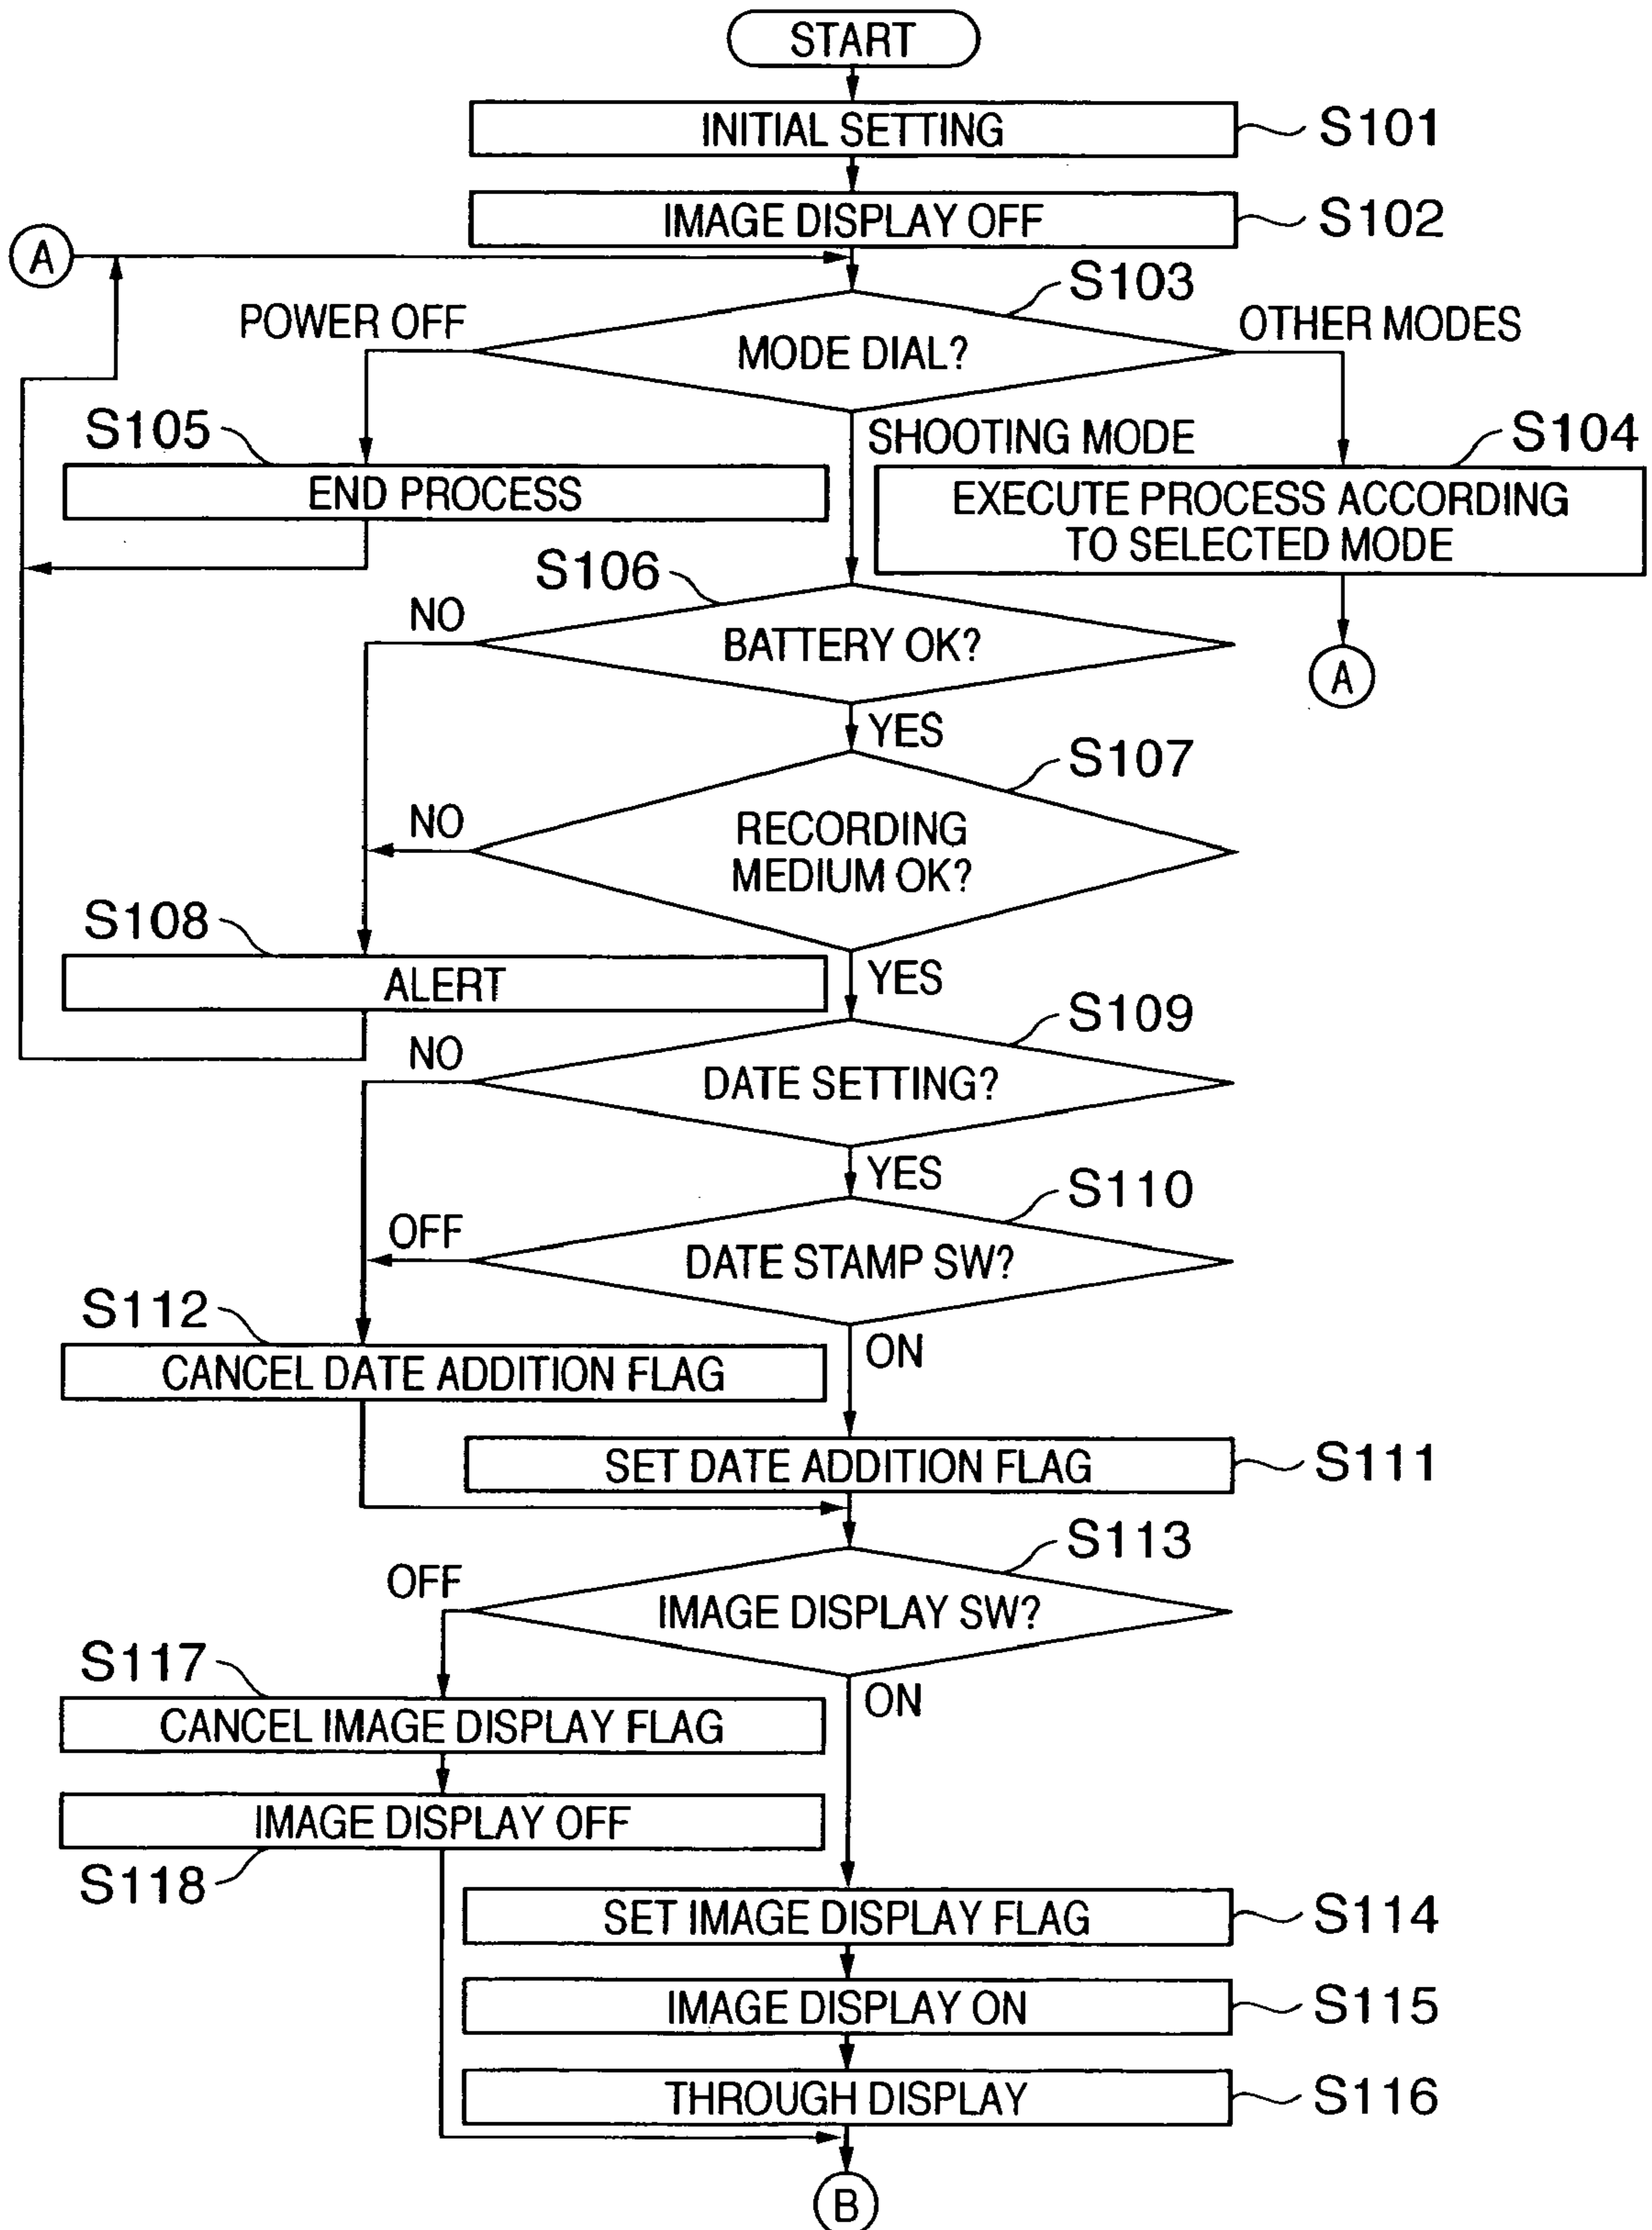 START
INITIAL SETTING
S101
IMAGE DISPLAY OFF
S102
A
S103
POWER OFF
OTHER MODES
MODE DIAL?
S105
SHOOTING MODE
S104
END PROCESS
EXECUTE PROCESS ACCORDING
TO SELECTED MODE
S106
NO
BATTERY OK?
A
YES
S107
NO
RECORDING
MEDIUM OK?
S108
YES
ALERT
S109
NO
DATE SETTING?
YES
S110
OFF
DATE STAMP SW?
S112
ON
CANCEL DATE ADDITION FLAG
SET DATE ADDITION FLAG
S111
S113
OFF
IMAGE DISPLAY SW?
S117
ON
CANCEL IMAGE DISPLAY FLAG
IMAGE DISPLAY OFF
S118
SET IMAGE DISPLAY FLAG
S114
IMAGE DISPLAY ON
S115
THROUGH DISPLAY
S116
B